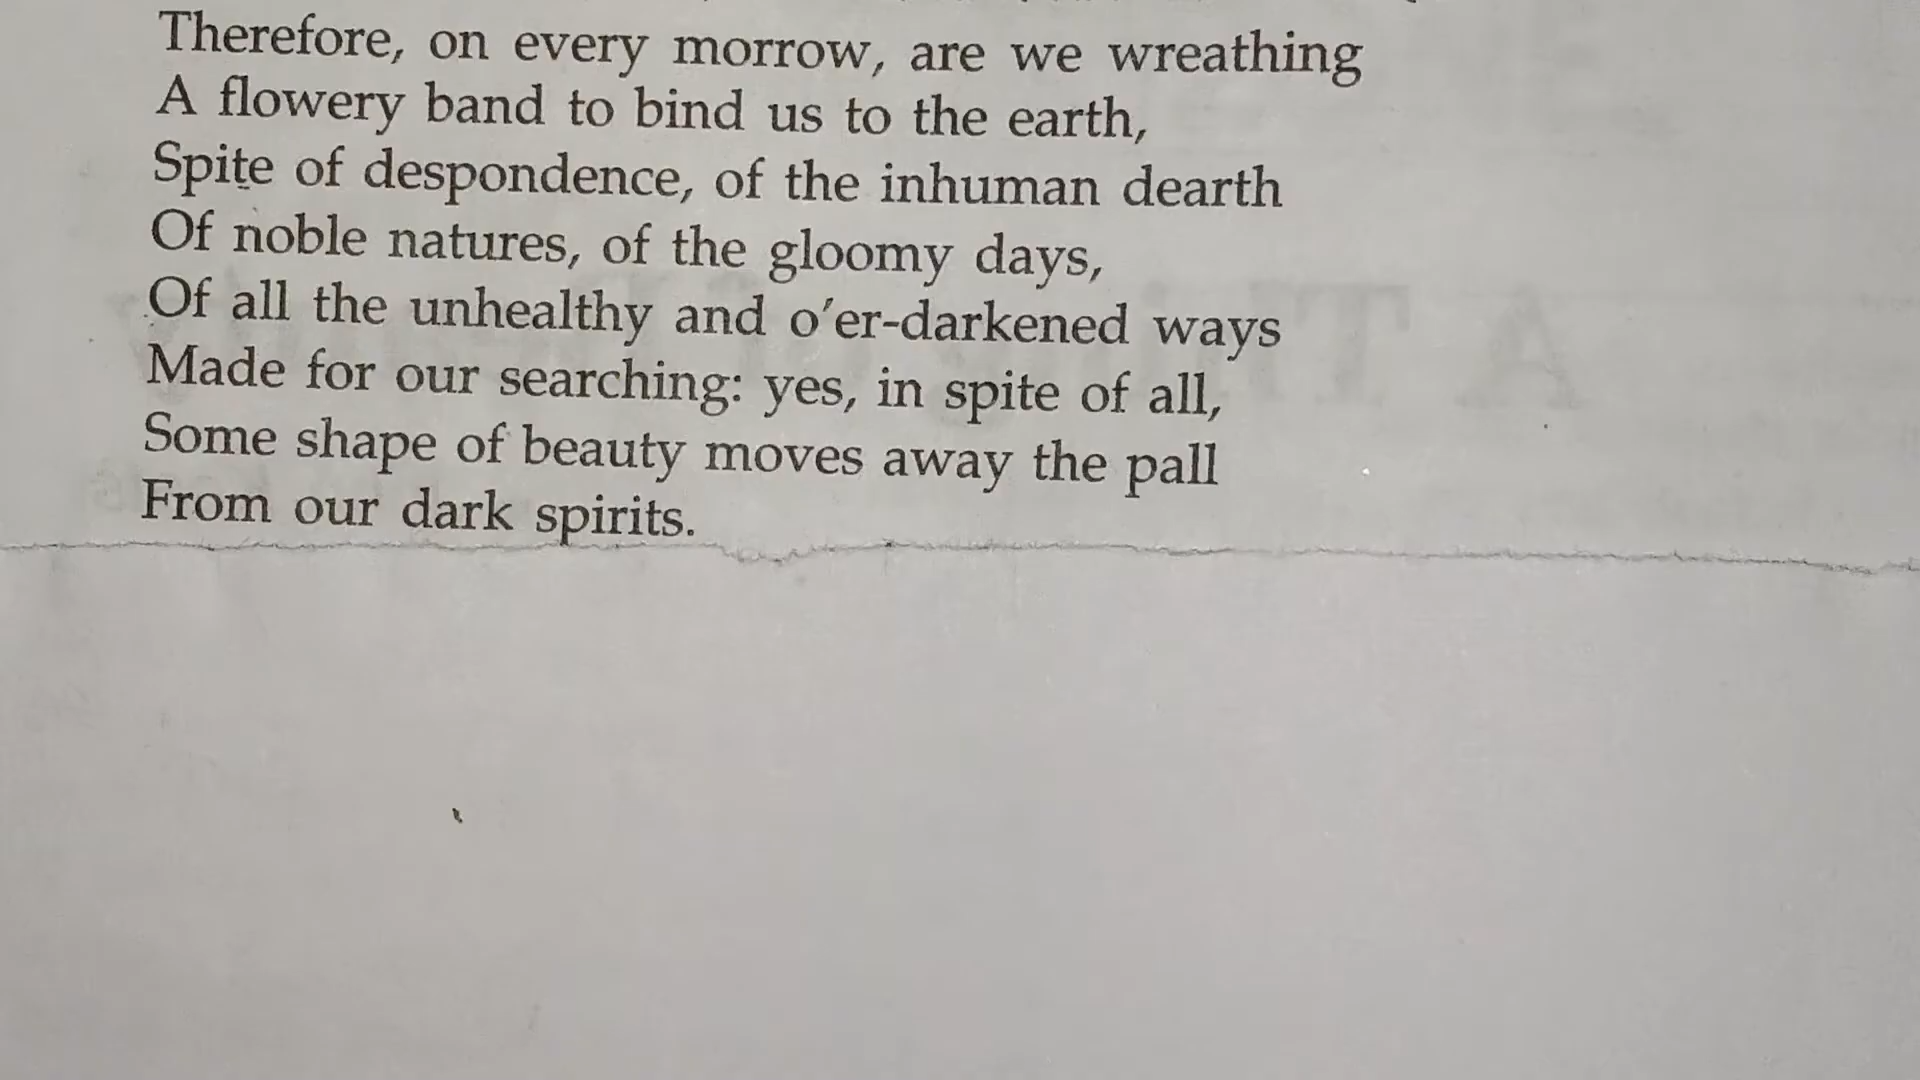 Therefore, on every morrow, are we wreathing
A flowery band to bind us to the earth,
Spite of despondence, of the inhuman dearth
Of noble natures, of the gloomy days,
Of all the unhealthy and o'er-darkened ways
Made for our searching: yes, in spite of all,
Some shape of beauty moves away the pall
From our dark spirits.